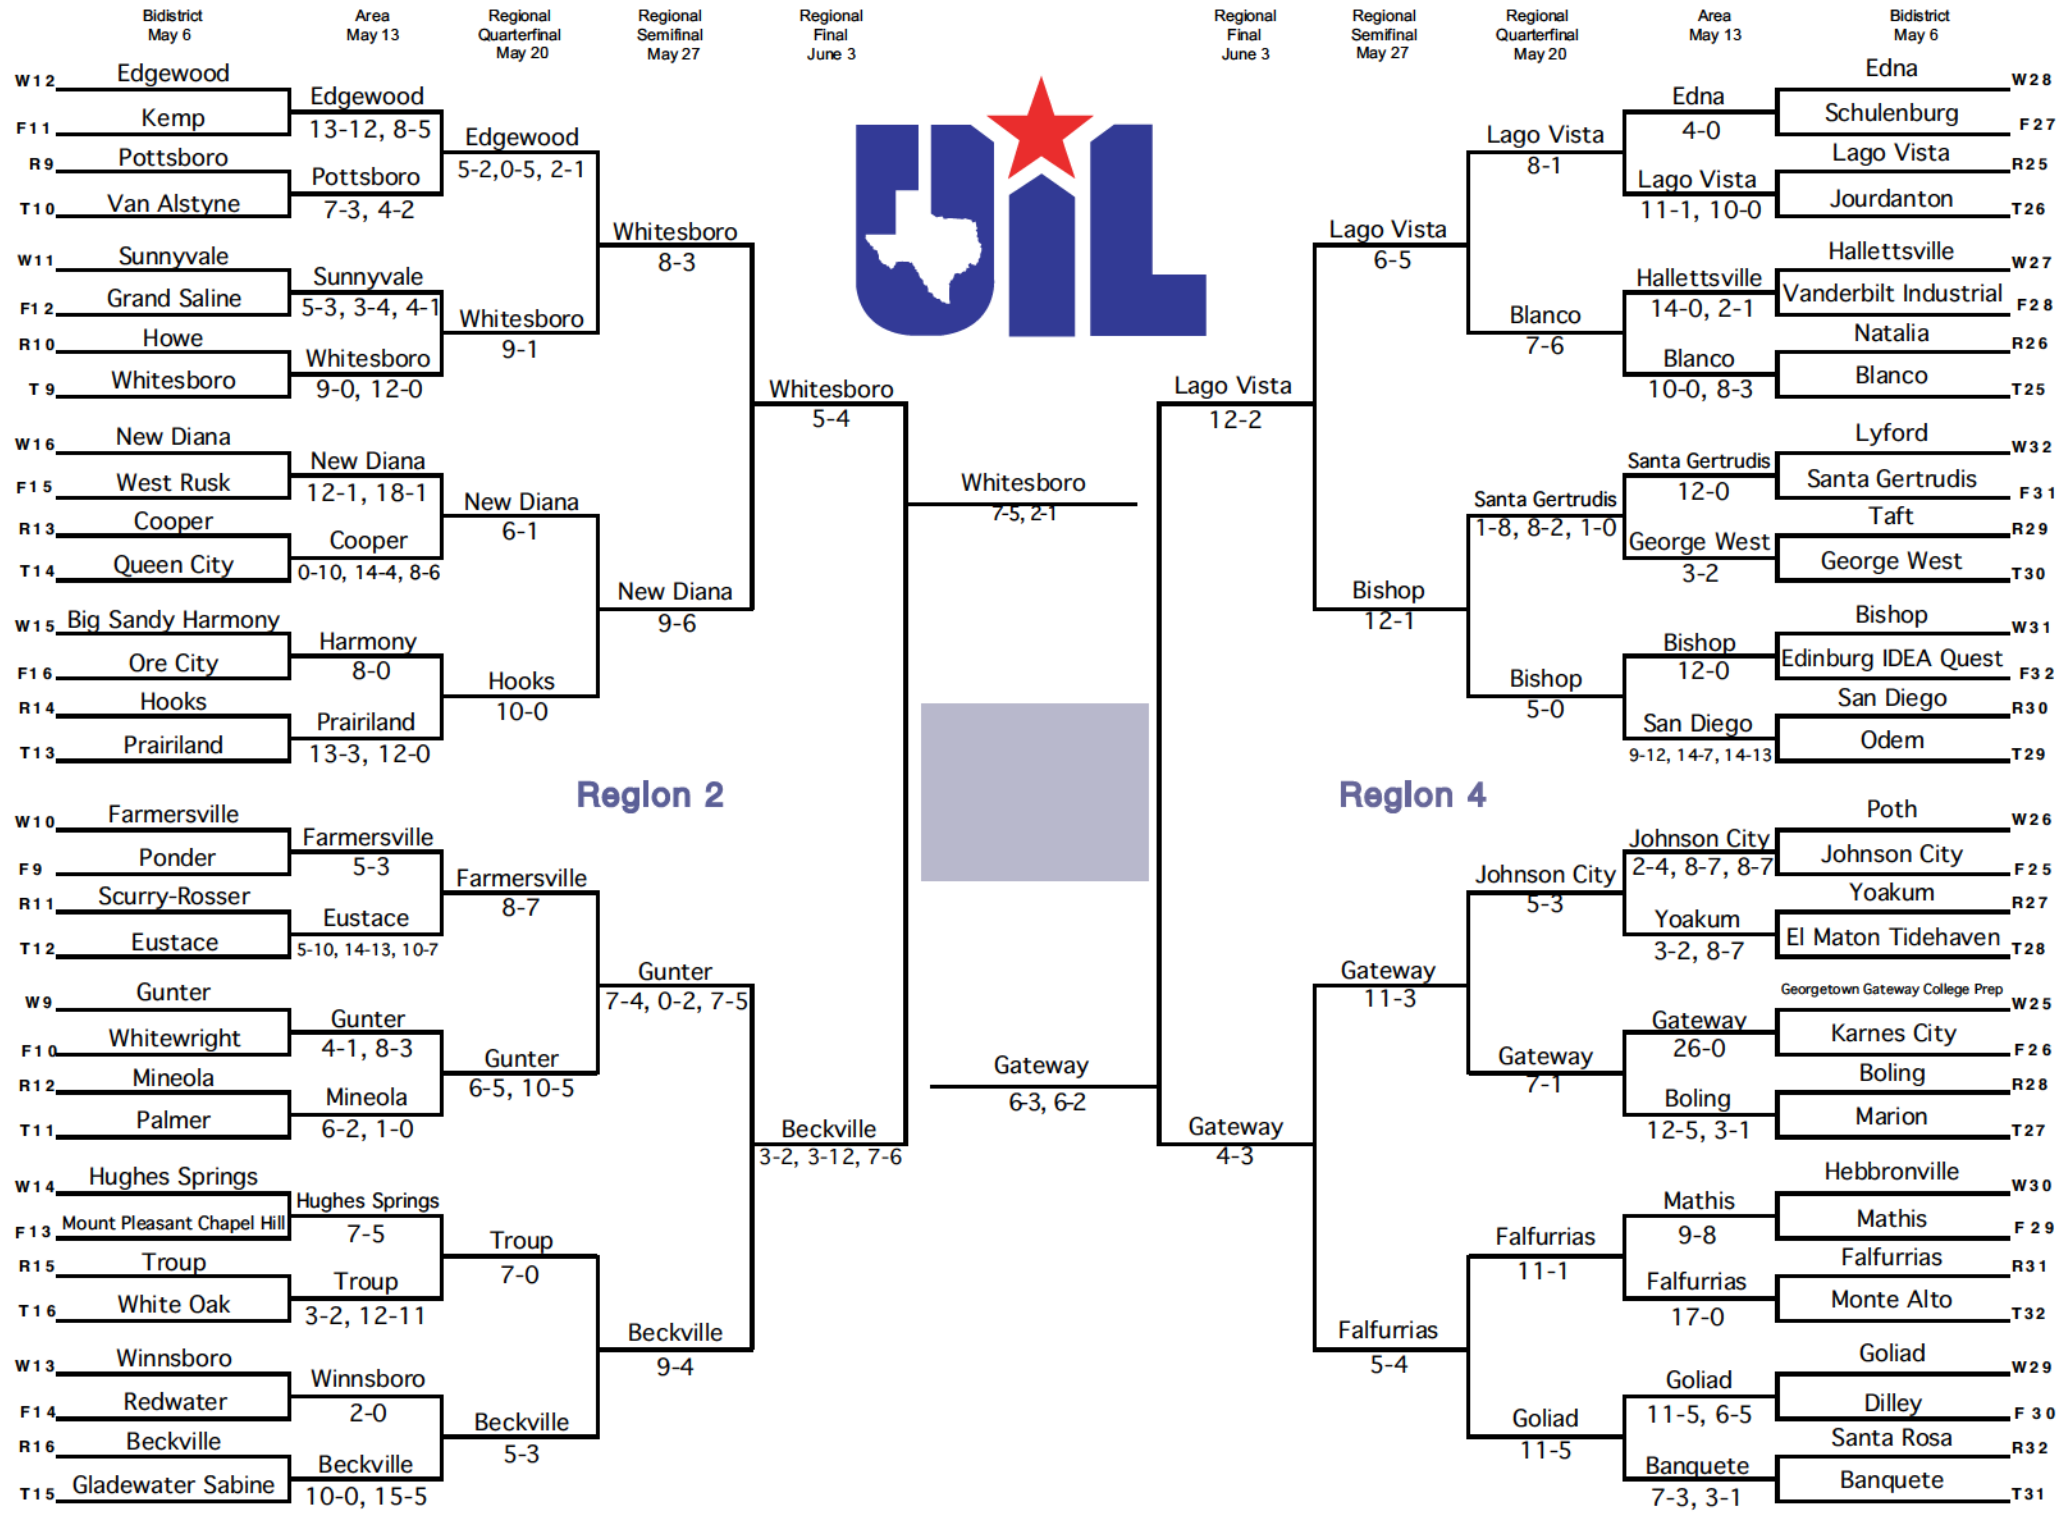 Bidistrict
May 6
Area
May 13
Regional
Quarterfinal
May 20
Regional
Semifinal
May 27
Regional
Final
June 3
Regional
Final
June 3
Regional
Semifinal
May 27
Regional
Quarterfinal
May 20
Area
May 13
Bidistrict
May 6
UIL
W12 Edgewood
F11 Kemp
R9 Pottsboro
T10 Van Alstyne
W11 Sunnyvale
F12 Grand Saline
R10 Howe
T9 Whitesboro
W16 New Diana
F15 West Rusk
R13 Cooper
T14 Queen City
W15 Big Sandy Harmony
F16 Ore City
R14 Hooks
T13 Prairiland
W10 Farmersville
F9 Ponder
R11 Scurry-Rosser
T12 Eustace
W9 Gunter
F10 Whitewright
R12 Mineola
T11 Palmer
W14 Hughes Springs
F13 Mount Pleasant Chapel Hill
R15 Troup
T16 White Oak
W13 Winnsboro
F14 Redwater
R16 Beckville
T15 Gladewater Sabine
Edgewood
13-12, 8-5
Pottsboro
7-3, 4-2
Sunnyvale
5-3, 3-4, 4-1
Whitesboro
9-0, 12-0
New Diana
12-1, 18-1
Cooper
0-10, 14-4, 8-6
Harmony
8-0
Prairiland
13-3, 12-0
Farmersville
5-3
Eustace
5-10, 14-13, 10-7
Gunter
4-1, 8-3
Mineola
6-2, 1-0
Hughes Springs
7-5
Troup
3-2, 12-11
Winnsboro
2-0
Beckville
10-0, 15-5
Edgewood
5-2,0-5, 2-1
Whitesboro
9-1
New Diana
6-1
Hooks
10-0
Farmersville
8-7
Gunter
6-5, 10-5
Troup
7-0
Beckville
5-3
Whitesboro
8-3
New Diana
9-6
Region 2
Gunter
7-4, 0-2, 7-5
Beckville
9-4
Whitesboro
5-4
Beckville
3-2, 3-12, 7-6
Whitesboro
7-5, 2-1
Gateway
6-3, 6-2
Lago Vista
12-2
Gateway
4-3
Lago Vista
6-5
Bishop
12-1
Region 4
Gateway
11-3
Falfurrias
5-4
Lago Vista
8-1
Blanco
7-6
Santa Gertrudis
1-8, 8-2, 1-0
Bishop
5-0
Johnson City
5-3
Gateway
7-1
Falfurrias
11-1
Goliad
11-5
Edna
4-0
Lago Vista
11-1, 10-0
Hallettsville
14-0, 2-1
Blanco
10-0, 8-3
Santa Gertrudis
12-0
George West
3-2
Bishop
12-0
San Diego
9-12, 14-7, 14-13
Johnson City
2-4, 8-7, 8-7
Yoakum
3-2, 8-7
Gateway
26-0
Boling
12-5, 3-1
Mathis
9-8
Falfurrias
17-0
Goliad
11-5, 6-5
Banquete
7-3, 3-1
Edna W28
Schulenburg F27
Lago Vista R25
Jourdanton T26
Hallettsville W27
Vanderbilt Industrial F28
Natalia R26
Blanco T25
Lyford W32
Santa Gertrudis F31
Taft R29
George West T30
Bishop W31
Edinburg IDEA Quest F32
San Diego R30
Odem T29
Poth W26
Johnson City F25
Yoakum R27
El Maton Tidehaven T28
Georgetown Gateway College Prep W25
Karnes City F26
Boling R28
Marion T27
Hebbronville W30
Mathis F29
Falfurrias R31
Monte Alto T32
Goliad W29
Dilley F30
Santa Rosa R32
Banquete T31